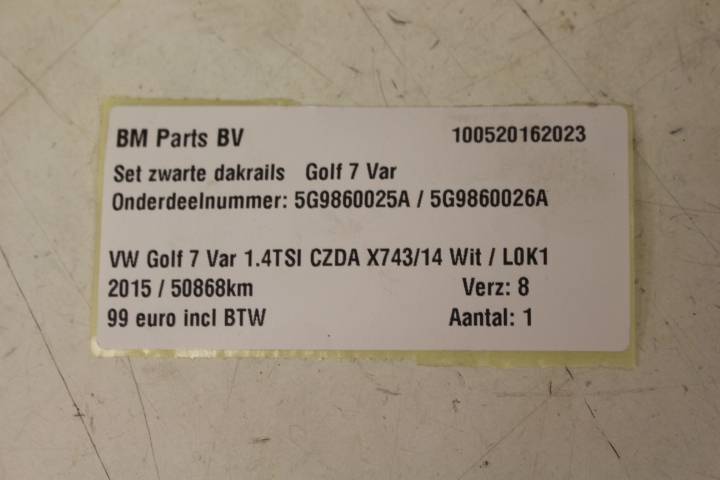 BM Parts BV 100520162023
Set zwarte dakrails Golf 7 Var
Onderdeelnummer: 5G9860025A / 5G9860026A
VW Golf 7 Var 1.4TSI CZDA X743/14 Wit / L0K1
2015 / 50868km Verz: 8
99 euro incl BTW Aantal: 1